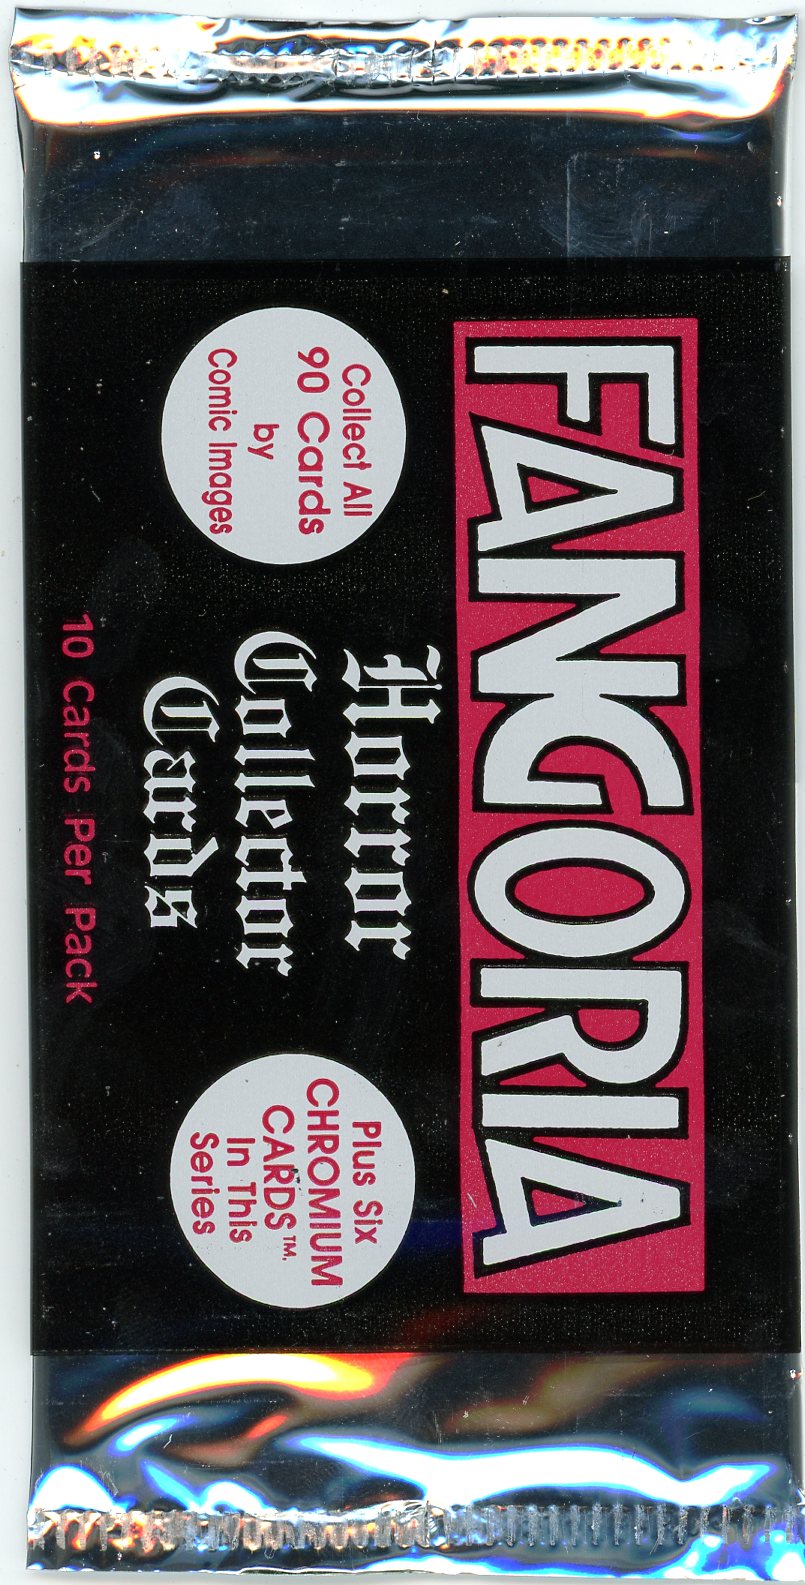 FANGORIA
Collect All
90 Cards
by
Comic Images
Horror
Collector
Cards
Plus Six
CHROMIUM
CARDS™.
In This
Series
10 Cards Per Pack